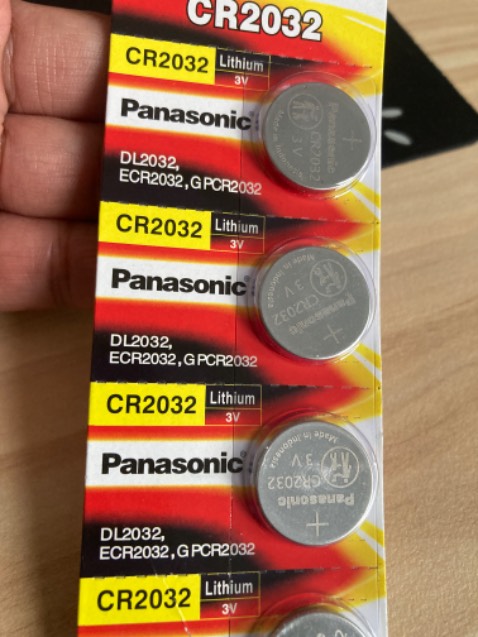 CR2032
CR2032 Lithium
3V
Panasonic
DL2032,
ECR2032, GPCR2032
Panasonic
CR2032
3V
+
CR2032 Lithium
3V
Panasonic
DL2032,
ECR2032, GPCR2032
Made in Indonesia
3V
CR2032
Panasonic
+
CR2032 Lithium
3V
Panasonic
DL2032,
ECR2032, GPCR2032
Made in Indonesia
3V
CR2032
Panasonic
+
CR2032 Lithium
3V